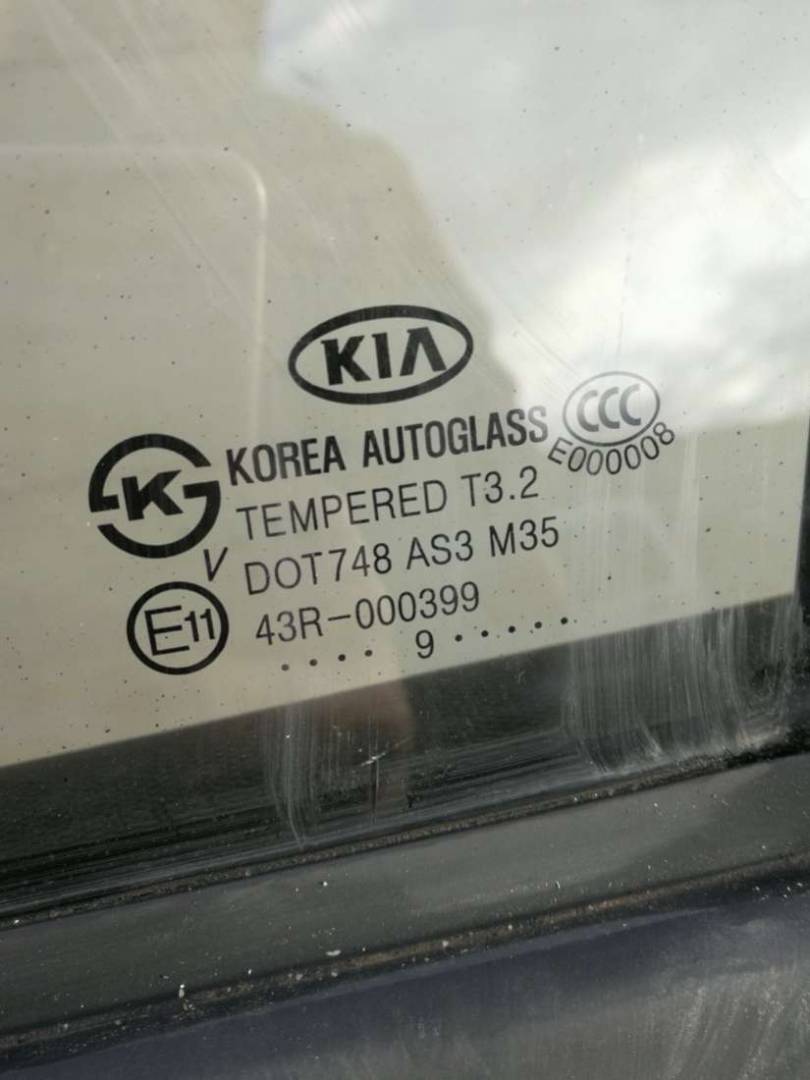 KIA
KOREA AUTOGLASS
CCC
E000008
K
TEMPERED T3.2
V
DOT748 AS3 M35
E11
43R-000399
.... 9 .....